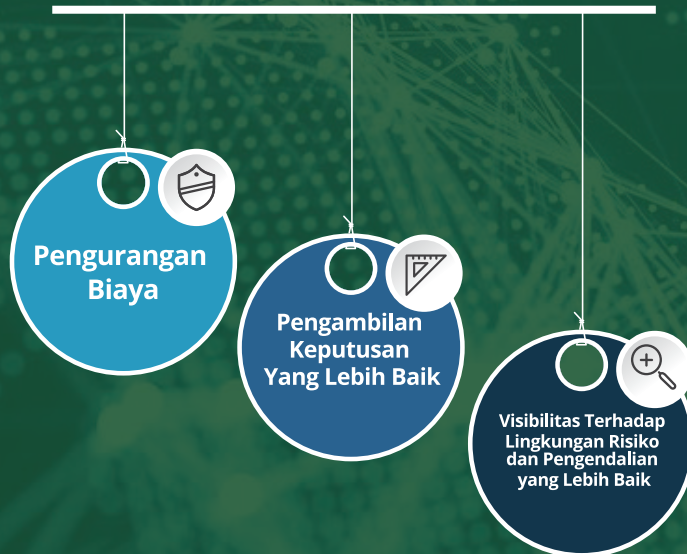 Pengurangan
Biaya
Pengambilan
Keputusan
Yang Lebih Baik
Visibilitas Terhadap
Lingkungan Risiko
dan Pengendalian
yang Lebih Baik